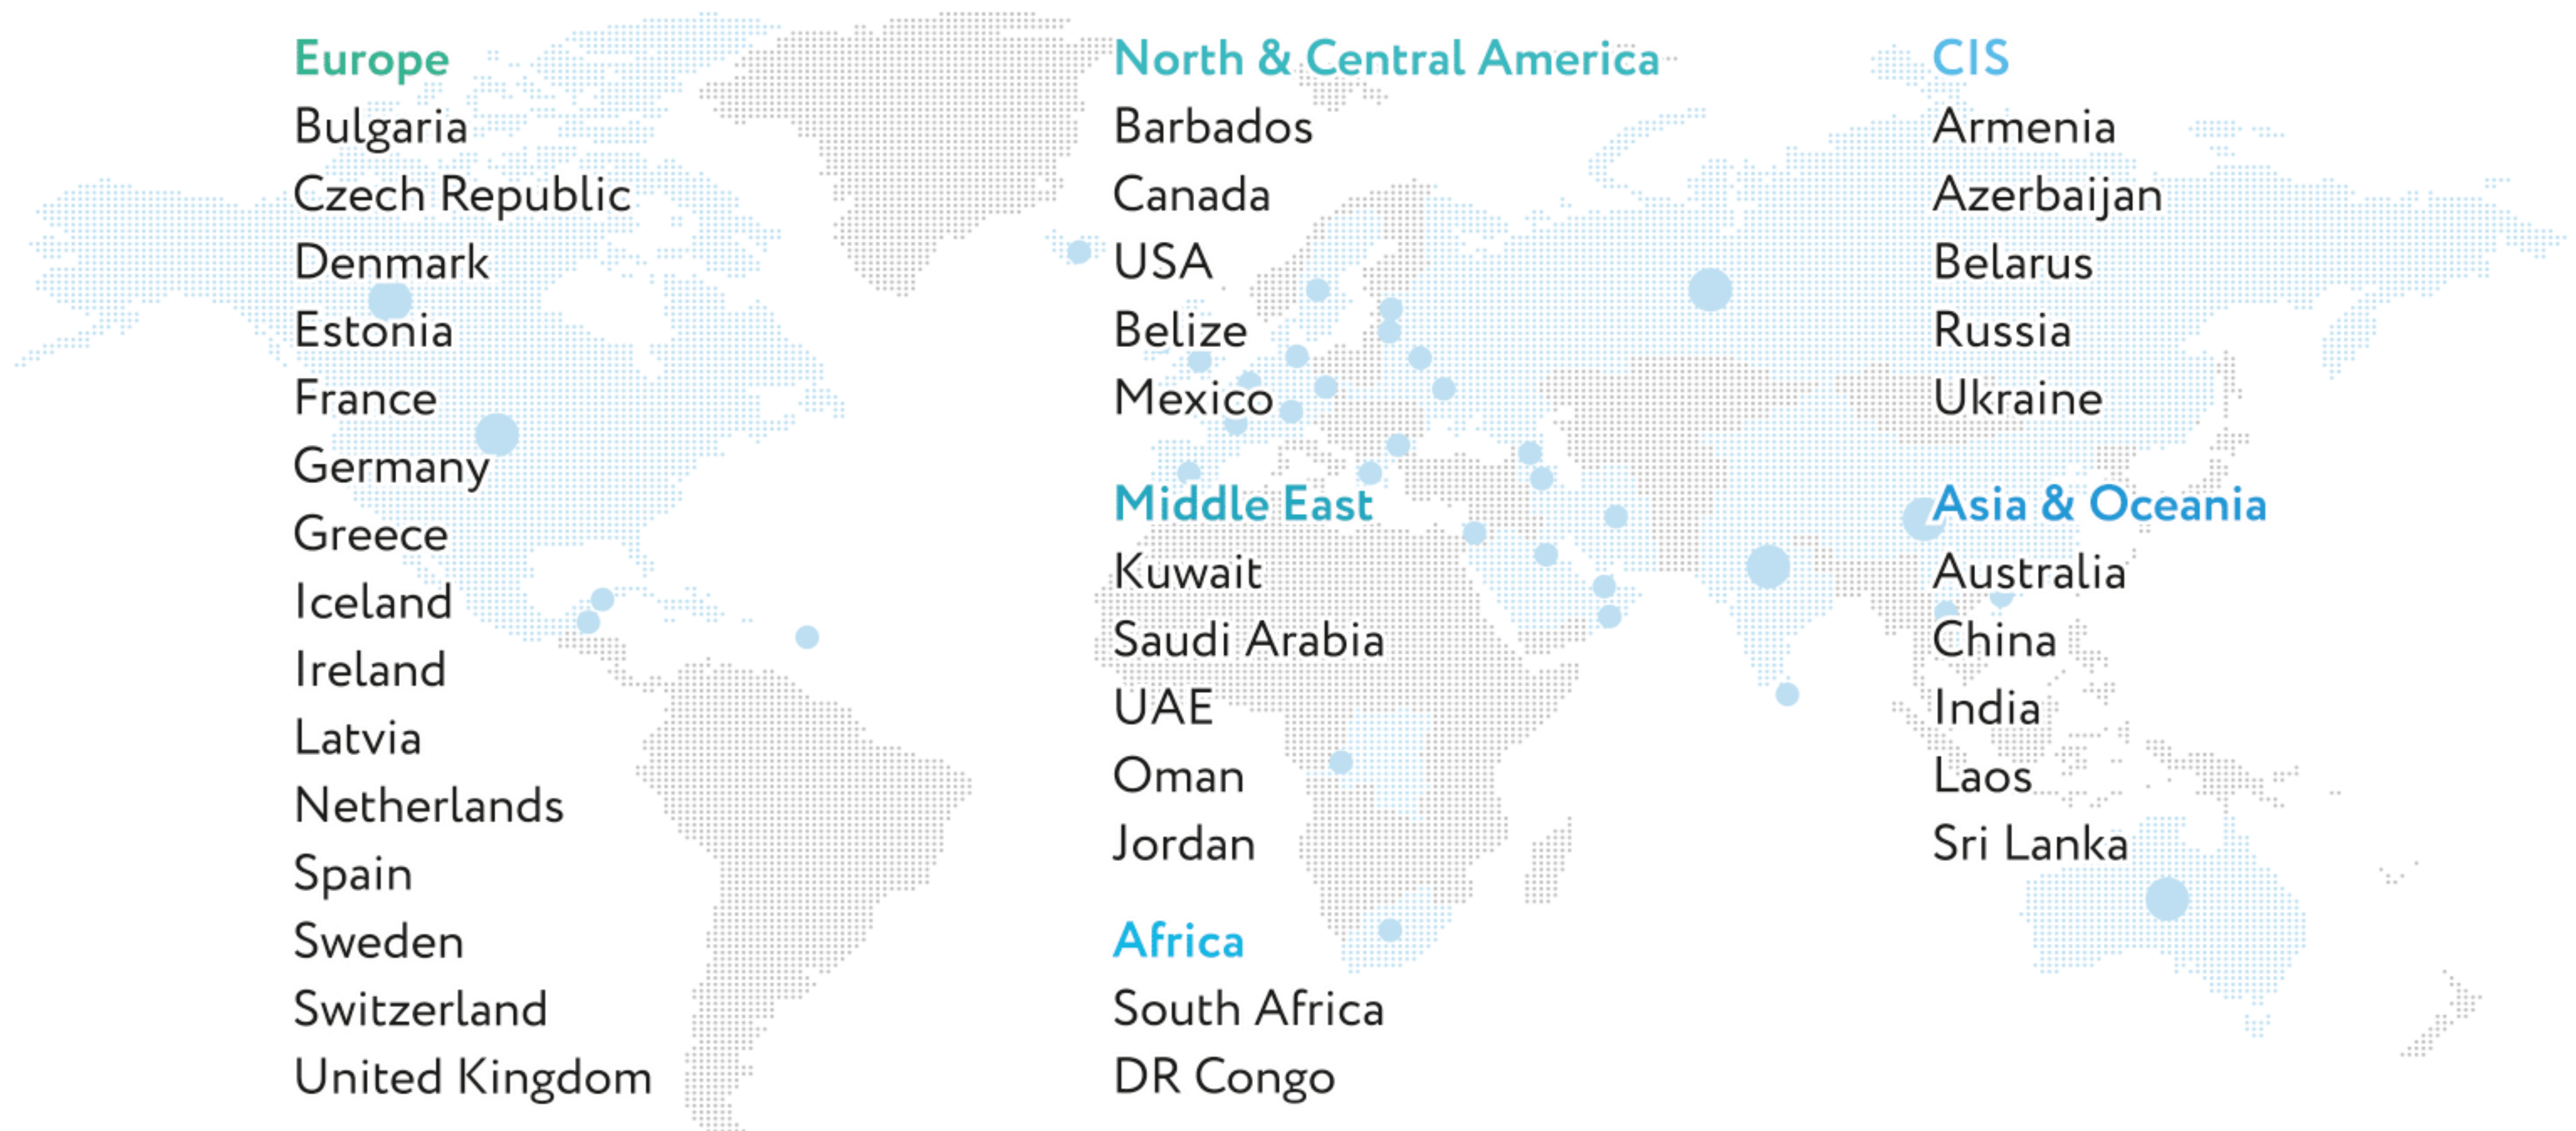 Europe
Bulgaria
Czech Republic
Denmark
Estonia
France
Germany
Greece
Iceland
Ireland
Latvia
Netherlands
Spain
Sweden
Switzerland
United Kingdom
North & Central America
Barbados
Canada
USA
Belize
Mexico
Middle East
Kuwait
Saudi Arabia
UAE
Oman
Jordan
Africa
South Africa
DR Congo
CIS
Armenia
Azerbaijan
Belarus
Russia
Ukraine
Asia & Oceania
Australia
China
India
Laos
Sri Lanka